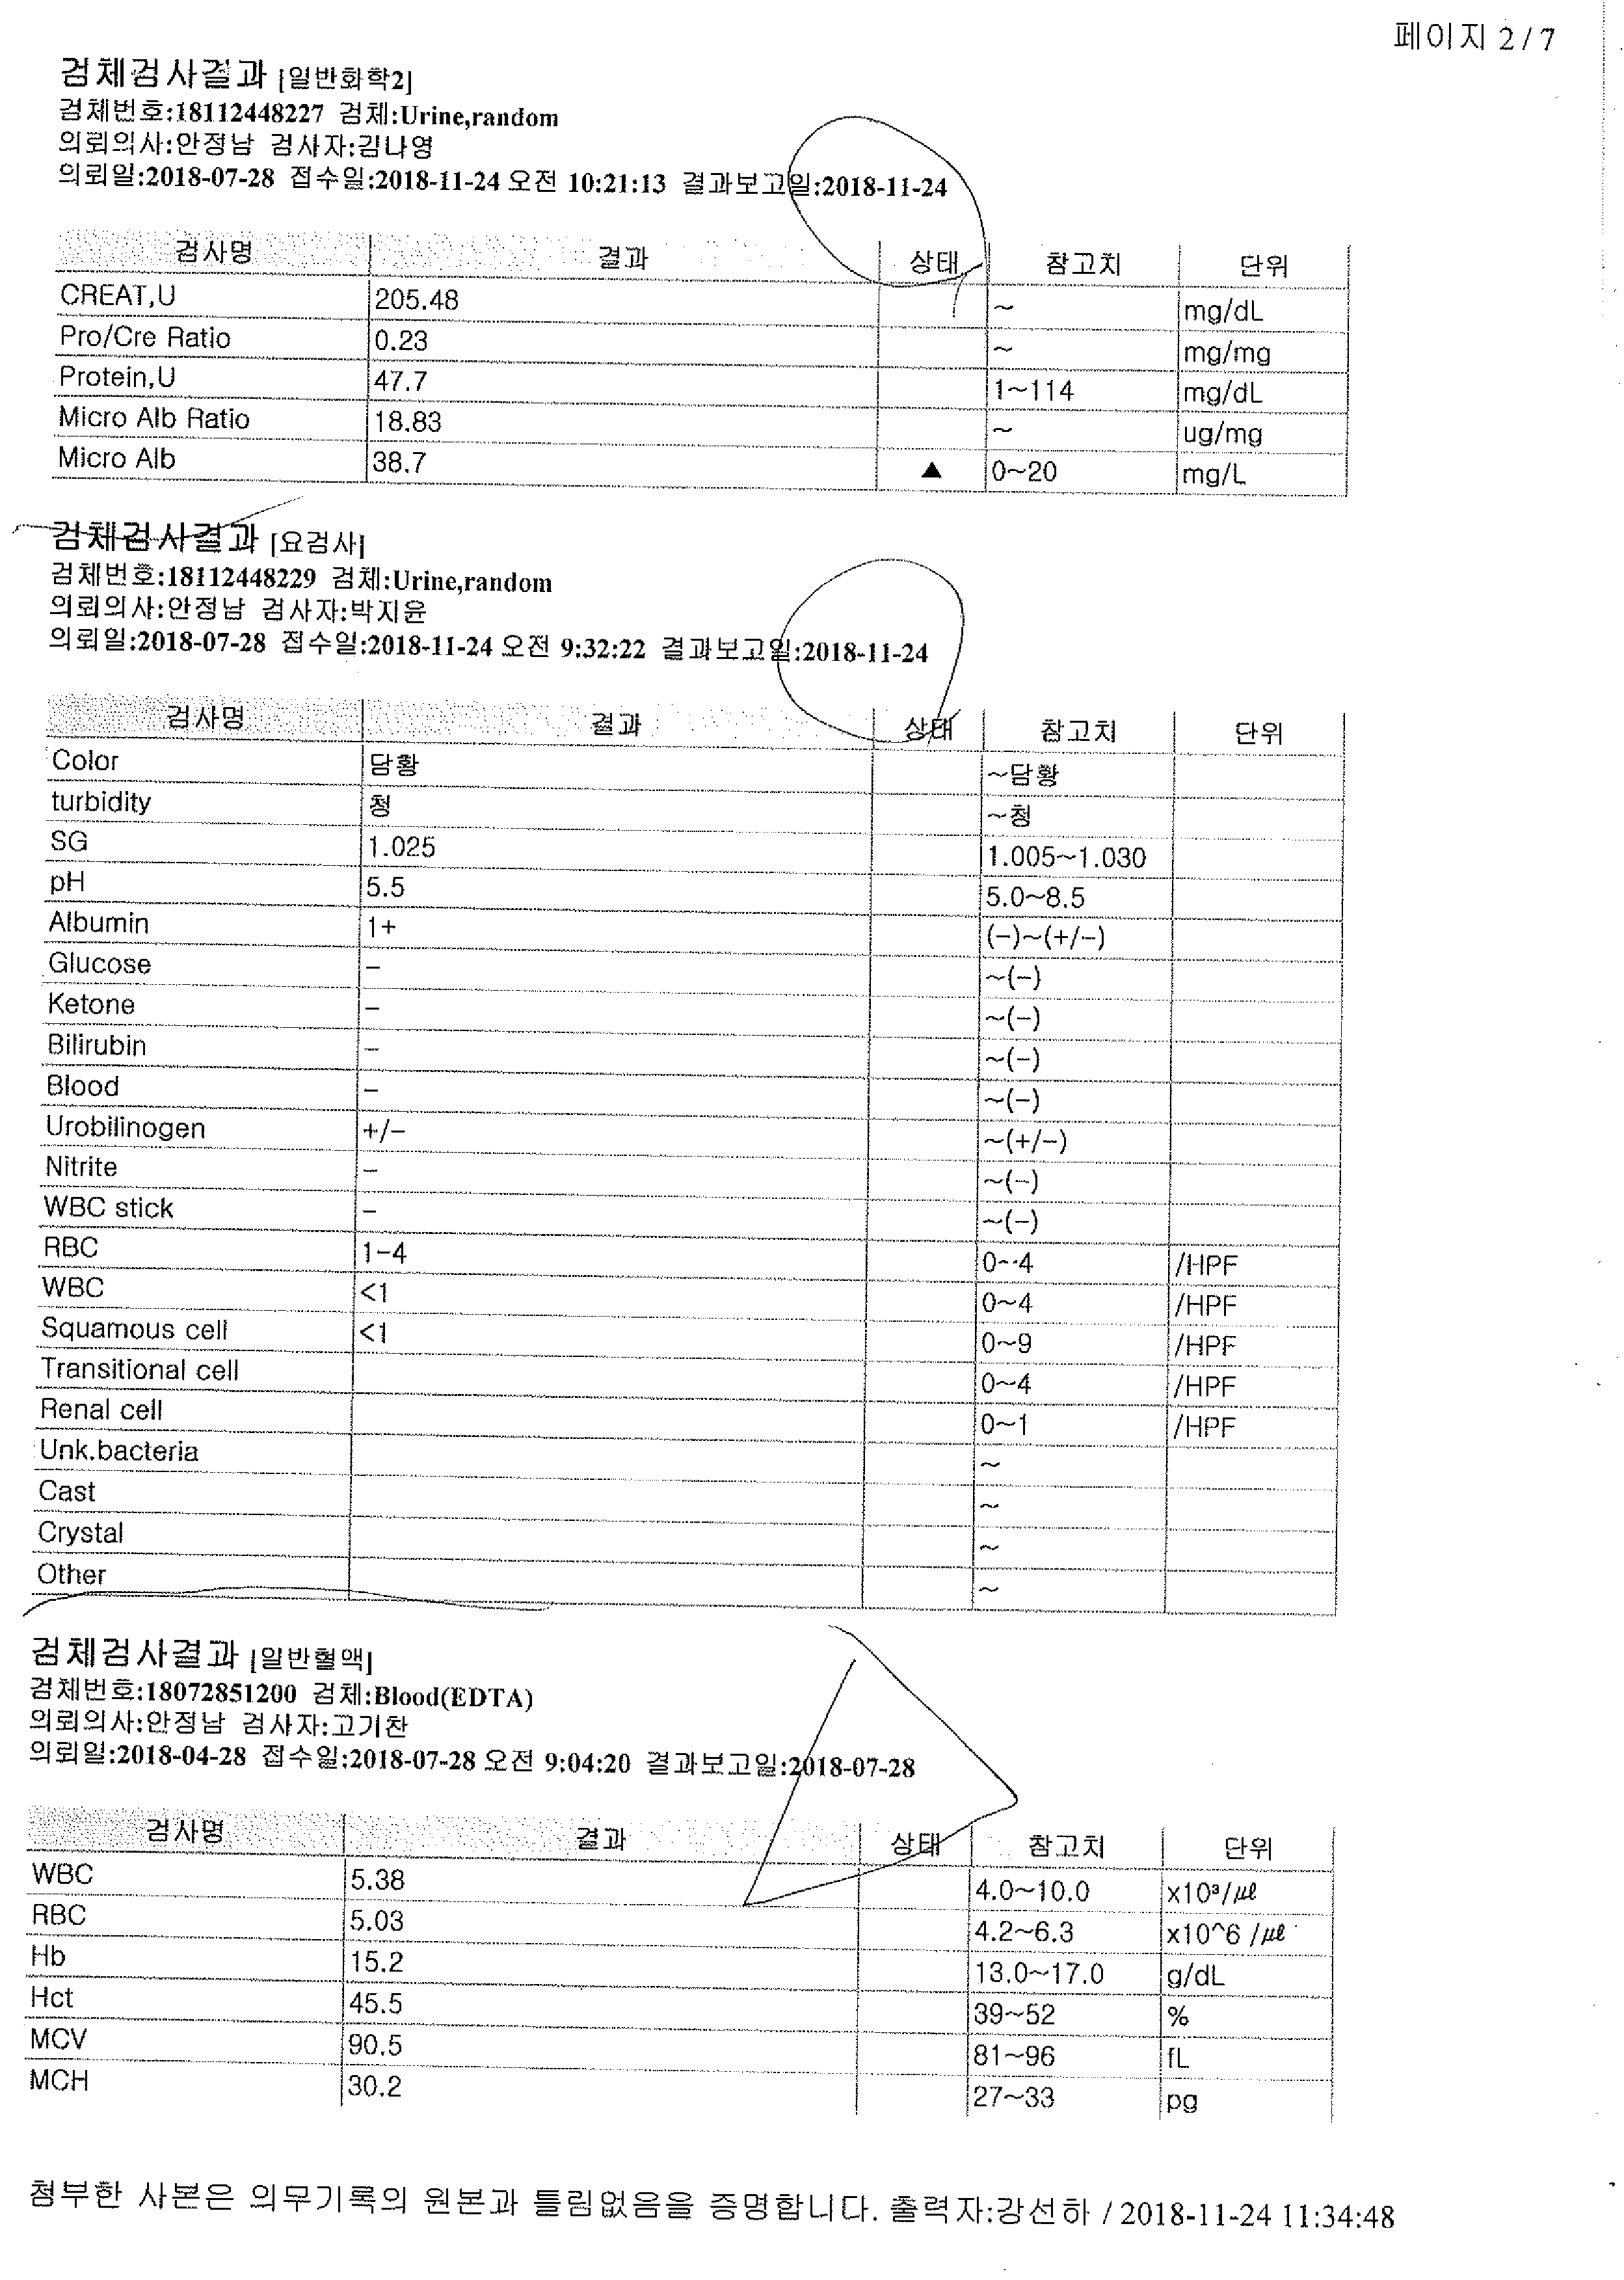 페이지 2 / 7
검체검사결과 [일반화학2]
검체번호:18112448227 검체:Urine,random
의뢰의사:안정남 검사자:김나영
의뢰일:2018-07-28 접수일:2018-11-24 오전 10:21:13 결과보고일:2018-11-24
검사명 결과 상태 참고치 단위
CREAT,U 205.48 ~ mg/dL
Pro/Cre Ratio 0.23 ~ mg/mg
Protein,U 47.7 1~114 mg/dL
Micro Alb Ratio 18.83 ~ ug/mg
Micro Alb 38.7 ▲ 0~20 mg/L
검체검사결과 [요검사]
검체번호:18112448229 검체:Urine,random
의뢰의사:안정남 검사자:박지윤
의뢰일:2018-07-28 접수일:2018-11-24 오전 9:32:22 결과보고일:2018-11-24
검사명 결과 상태 참고치 단위
Color 담황 ~담황
turbidity 청 ~청
SG 1.025 1.005~1.030
pH 5.5 5.0~8.5
Albumin 1+ (-)~(+/-)
Glucose - ~(-)
Ketone - ~(-)
Bilirubin - ~(-)
Blood - ~(-)
Urobilinogen +/- ~(+/-)
Nitrite - ~(-)
WBC stick - ~(-)
RBC 1-4 0~4 /HPF
WBC <1 0~4 /HPF
Squamous cell <1 0~9 /HPF
Transitional cell 0~4 /HPF
Renal cell 0~1 /HPF
Unk.bacteria ~
Cast ~
Crystal ~
Other ~
검체검사결과 [일반혈액]
검체번호:18072851200 검체:Blood(EDTA)
의뢰의사:안정남 검사자:고기찬
의뢰일:2018-04-28 접수일:2018-07-28 오전 9:04:20 결과보고일:2018-07-28
검사명 결과 상태 참고치 단위
WBC 5.38 4.0~10.0 x10³/㎕
RBC 5.03 4.2~6.3 x10^6 /㎕
Hb 15.2 13.0~17.0 g/dL
Hct 45.5 39~52 %
MCV 90.5 81~96 fL
MCH 30.2 27~33 pg
첨부한 사본은 의무기록의 원본과 틀림없음을 증명합니다. 출력자:강선하 / 2018-11-24 11:34:48